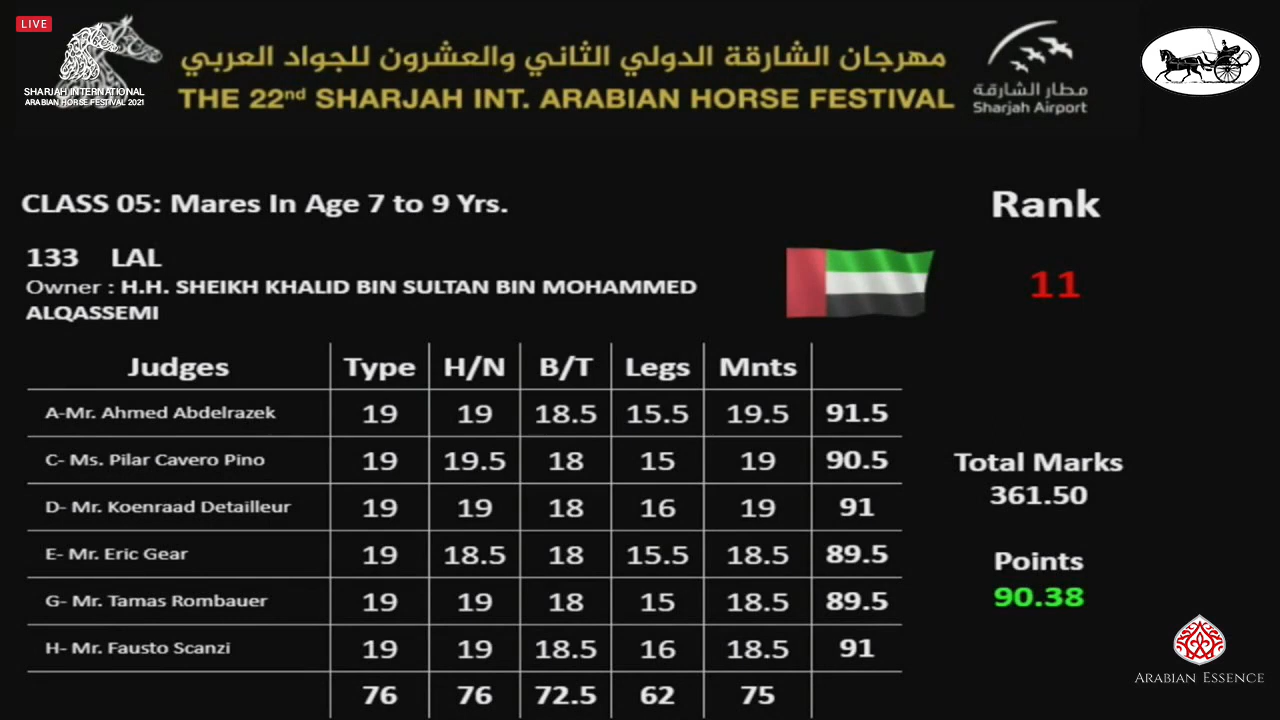 LIVE
SHARJAH INTERNATIONAL
ARABIAN HORSE FESTIVAL 2021
مهرجان الشارقة الدولي الثاني والعشرون للجواد العربي
THE 22nd SHARJAH INT. ARABIAN HORSE FESTIVAL
مطار الشارقة
Sharjah Airport
CLASS 05: Mares In Age 7 to 9 Yrs.
Rank
133 LAL
11
Owner : H.H. SHEIKH KHALID BIN SULTAN BIN MOHAMMED
ALQASSEMI
Judges Type H/N B/T Legs Mnts
A-Mr. Ahmed Abdelrazek 19 19 18.5 15.5 19.5 91.5
C- Ms. Pilar Cavero Pino 19 19.5 18 15 19 90.5
D- Mr. Koenraad Detailleur 19 19 18 16 19 91
E- Mr. Eric Gear 19 18.5 18 15.5 18.5 89.5
G- Mr. Tamas Rombauer 19 19 18 15 18.5 89.5
H- Mr. Fausto Scanzi 19 19 18.5 16 18.5 91
76 76 72.5 62 75
Total Marks
361.50
Points
90.38
ARABIAN ESSENCE